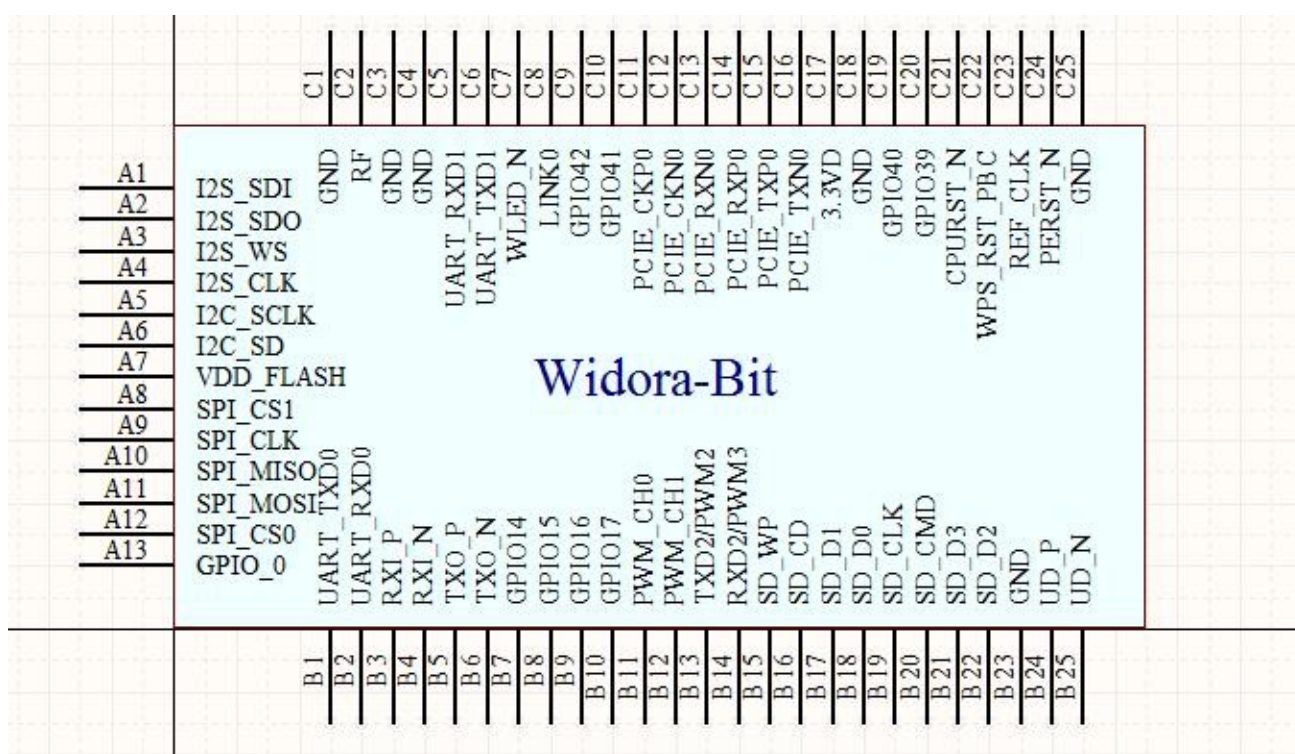 C1
C2
C3
C4
C5
C6
C7
C8
C9
C10
C11
C12
C13
C14
C15
C16
C17
C18
C19
C20
C21
C22
C23
C24
C25
GND
RF
GND
GND
UART_RXD1
UART_TXD1
WLED_N
LINK0
GPIO42
GPIO41
PCIE_CKP0
PCIE_CKN0
PCIE_RXN0
PCIE_RXP0
PCIE_TXP0
PCIE_TXN0
3.3VD
GND
GPIO40
GPIO39
CPURST_N
WPS_RST_PBC
REF_CLK
PERST_N
GND
A1 I2S_SDI
A2 I2S_SDO
A3 I2S_WS
A4 I2S_CLK
A5 I2C_SCLK
A6 I2C_SD
A7 VDD_FLASH
A8 SPI_CS1
A9 SPI_CLK
A10 SPI_MISO
A11 SPI_MOSI
A12 SPI_CS0
A13 GPIO_0
Widora-Bit
UART_TXD0
UART_RXD0
RXI_P
RXI_N
TXO_P
TXO_N
GPIO14
GPIO15
GPIO16
GPIO17
PWM_CH0
PWM_CH1
TXD2/PWM2
RXD2/PWM3
SD_WP
SD_CD
SD_D1
SD_D0
SD_CLK
SD_CMD
SD_D3
SD_D2
GND
UD_P
UD_N
B1
B2
B3
B4
B5
B6
B7
B8
B9
B10
B11
B12
B13
B14
B15
B16
B17
B18
B19
B20
B21
B22
B23
B24
B25